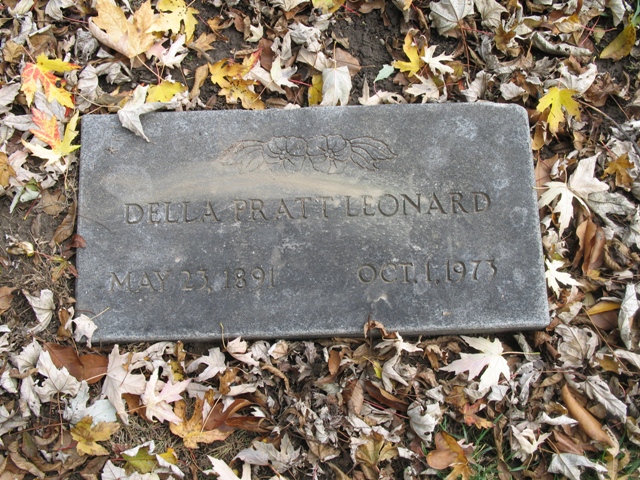 DELLA PRATT LEONARD
MAY 23, 1891 OCT. 1, 1973